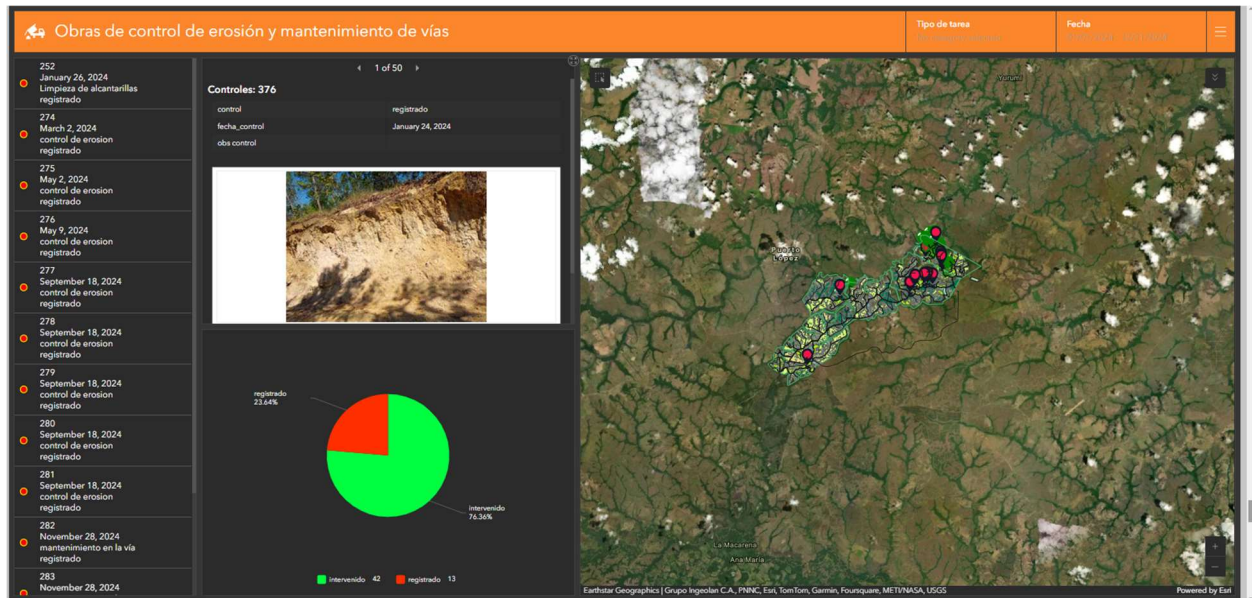 Obras de control de erosión y mantenimiento de vías
Tipo de tarea
Fecha
252
January 26, 2024
Limpieza de alcantarillas
registrado
274
March 2, 2024
control de erosion
registrado
275
May 2, 2024
control de erosion
registrado
276
May 9, 2024
control de erosion
registrado
277
September 18, 2024
control de erosion
registrado
278
September 18, 2024
control de erosion
registrado
279
September 18, 2024
control de erosion
registrado
280
September 18, 2024
control de erosion
registrado
281
September 18, 2024
control de erosion
registrado
282
November 28, 2024
mantenimiento en la vía
registrado
283
November 28, 2024
1 of 50
Controles: 376
control registrado
fecha_control January 24, 2024
obs control
registrado
23.64%
intervenido
76.36%
intervenido 42 registrado 13
Yurumi
Puerto
López
La Macarena
Ana María
Earthstar Geographics | Grupo Ingeolan C.A., PNNC, Esri, TomTom, Garmin, Foursquare, METI/NASA, USGS
Powered by Esri